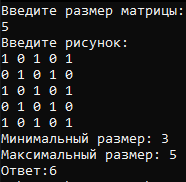 Введите размер матрицы:
5
Введите рисунок:
1 0 1 0 1
0 1 0 1 0
1 0 1 0 1
0 1 0 1 0
1 0 1 0 1
Минимальный размер: 3
Максимальный размер: 5
Ответ:6